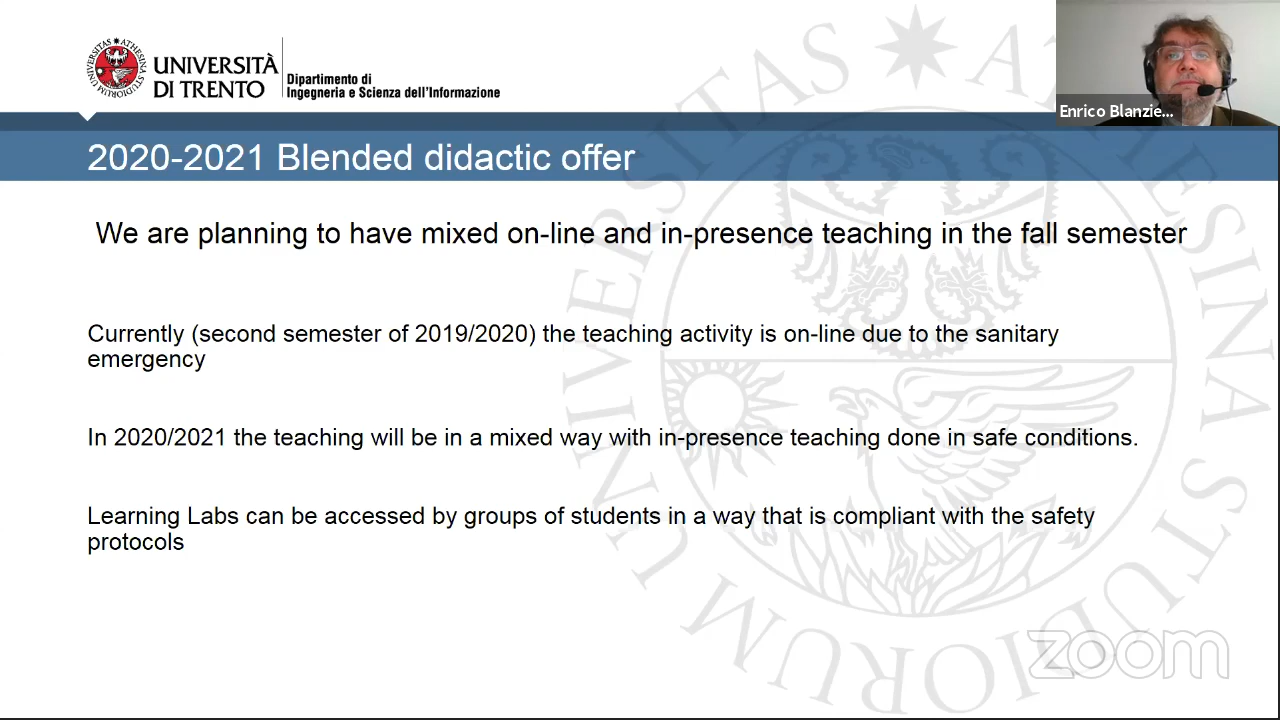 UNIVERSITÀ
DI TRENTO
Dipartimento di
Ingegneria e Scienza dell'Informazione
Enrico Blanzie...
2020-2021 Blended didactic offer
We are planning to have mixed on-line and in-presence teaching in the fall semester
Currently (second semester of 2019/2020) the teaching activity is on-line due to the sanitary
emergency
In 2020/2021 the teaching will be in a mixed way with in-presence teaching done in safe conditions.
Learning Labs can be accessed by groups of students in a way that is compliant with the safety
protocols
zoom